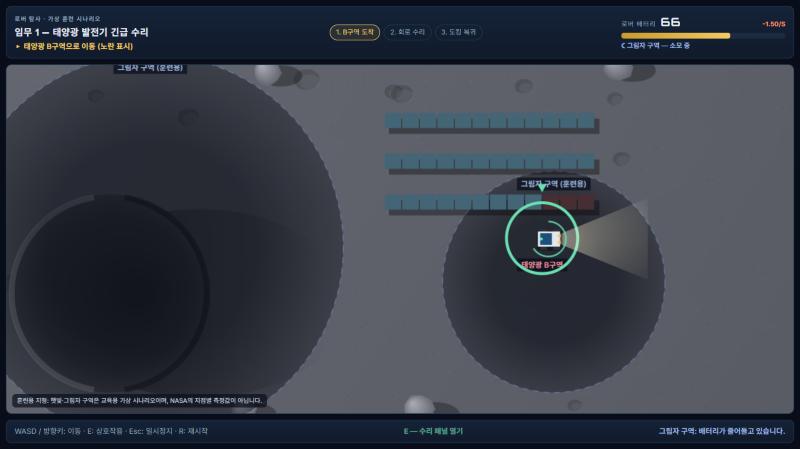 로버 탐사 · 가상 훈련 시나리오
임무 1 — 태양광 발전기 긴급 수리
▸ 태양광 B구역으로 이동 (노란 표시)
1. B구역 도착
2. 회로 수리
3. 도킹 복귀
로버 배터리 66
-1.50/S
☾ 그림자 구역 — 소모 중
그림자 구역 (훈련용)
그림자 구역 (훈련용)
태양광 B구역
훈련용 지형: 햇빛·그림자 구역은 교육용 가상 시나리오이며, NASA의 지점별 측정값이 아닙니다.
WASD / 방향키: 이동 · E: 상호작용 · Esc: 일시정지 · R: 재시작
E — 수리 패널 열기
그림자 구역: 배터리가 줄어들고 있습니다.